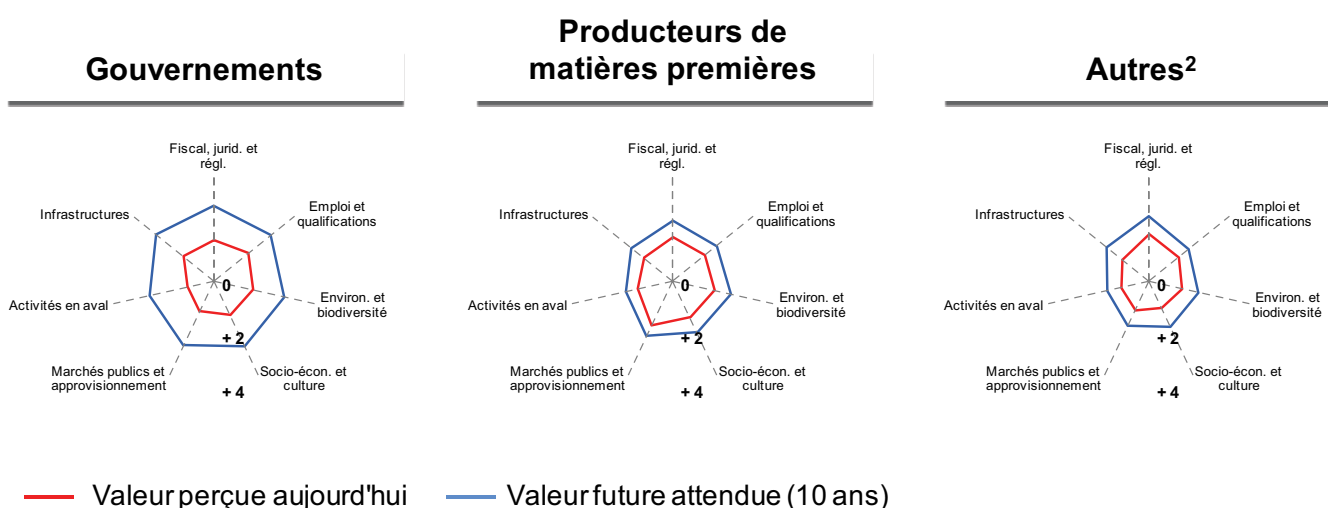 Gouvernements
Fiscal, jurid. et
régl.
Infrastructures
Emploi et
qualifications
0
Activités en aval
Environ. et
biodiversité
+ 2
Marchés publics et
approvisionnement
Socio-écon. et
culture
+ 4
Producteurs de
matières premières
Fiscal, jurid. et
régl.
Infrastructures
Emploi et
qualifications
0
Activités en aval
Environ. et
biodiversité
+ 2
Marchés publics et
approvisionnement
Socio-écon. et
culture
+ 4
Autres²
Fiscal, jurid. et
régl.
Infrastructures
Emploi et
qualifications
0
Activités en aval
Environ. et
biodiversité
+ 2
Marchés publics et
approvisionnement
Socio-écon. et
culture
+ 4
Valeur perçue aujourd'hui
Valeur future attendue (10 ans)